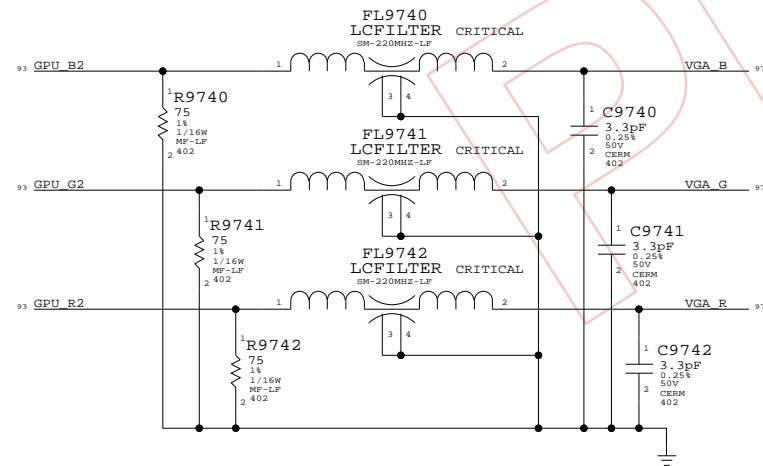 FL9740
LCFILTER CRITICAL
SM-220MHZ-LF
93 GPU_B2
1
2
VGA_B
97
3 4
1
R9740
75
1%
1/16W
MF-LF
402
2
1
C9740
3.3pF
0.25%
50V
CERM
402
2
FL9741
LCFILTER CRITICAL
SM-220MHZ-LF
93 GPU_G2
1
2
VGA_G
97
3 4
1
R9741
75
1%
1/16W
MF-LF
402
2
1
C9741
3.3pF
0.25%
50V
CERM
402
2
FL9742
LCFILTER CRITICAL
SM-220MHZ-LF
93 GPU_R2
1
2
VGA_R
97
3 4
1
R9742
75
1%
1/16W
MF-LF
402
2
1
C9742
3.3pF
0.25%
50V
CERM
402
2